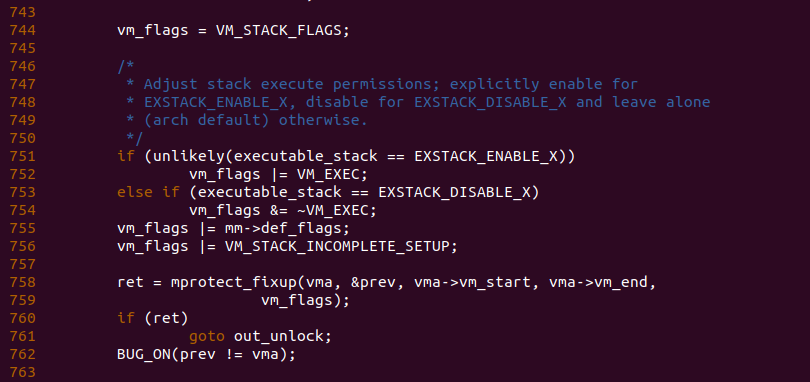 743
744         vm_flags = VM_STACK_FLAGS;
745
746         /*
747          * Adjust stack execute permissions; explicitly enable for
748          * EXSTACK_ENABLE_X, disable for EXSTACK_DISABLE_X and leave alone
749          * (arch default) otherwise.
750          */
751         if (unlikely(executable_stack == EXSTACK_ENABLE_X))
752                 vm_flags |= VM_EXEC;
753         else if (executable_stack == EXSTACK_DISABLE_X)
754                 vm_flags &= ~VM_EXEC;
755         vm_flags |= mm->def_flags;
756         vm_flags |= VM_STACK_INCOMPLETE_SETUP;
757
758         ret = mprotect_fixup(vma, &prev, vma->vm_start, vma->vm_end,
759                         vm_flags);
760         if (ret)
761                 goto out_unlock;
762         BUG_ON(prev != vma);
763